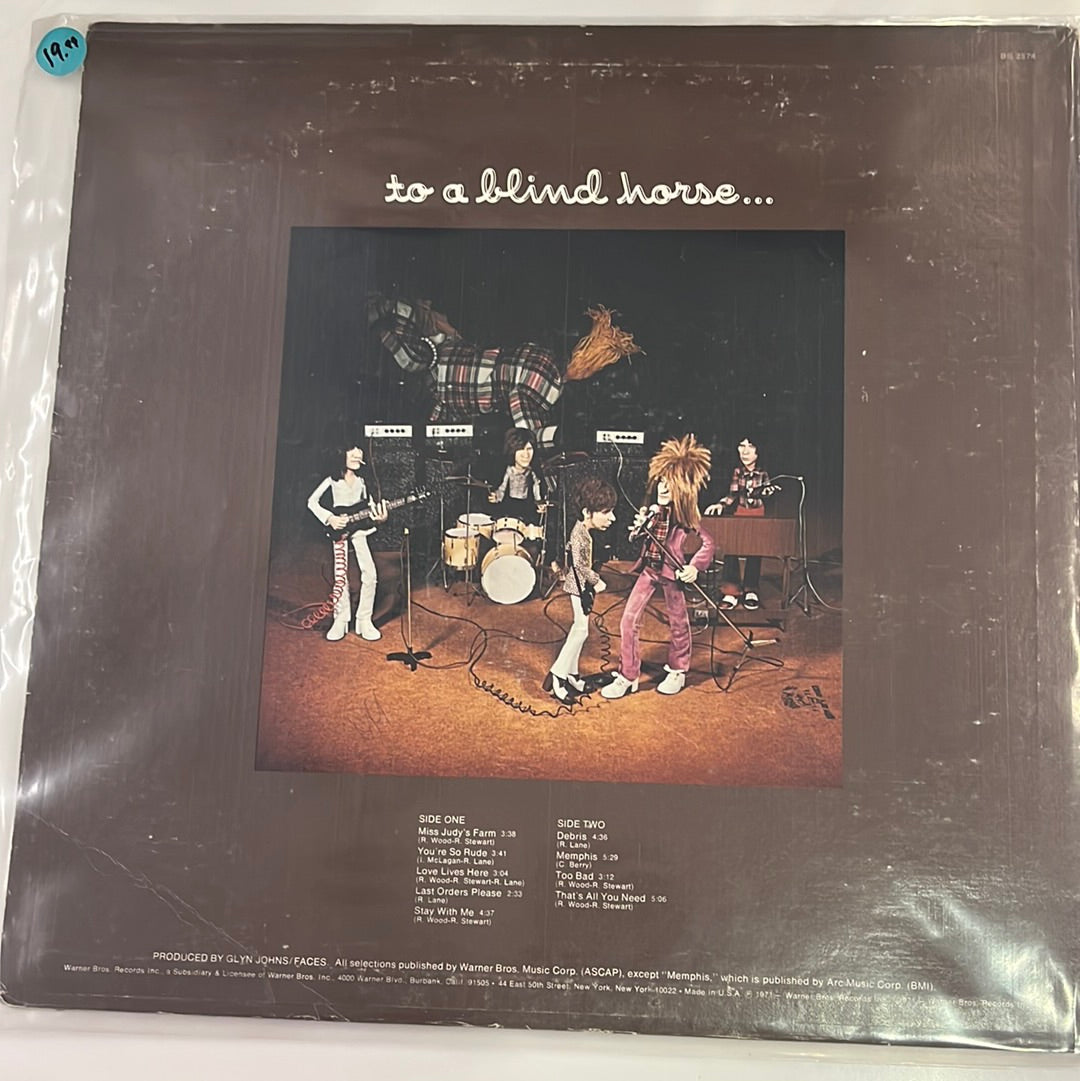 19.99
BS 2574
to a blind horse...
SIDE ONE
Miss Judy's Farm 3:38
(R. Wood-R. Stewart)
You're So Rude 3:41
(I. McLagan-R. Lane)
Love Lives Here 3:04
(R. Wood-R. Stewart-R. Lane)
Last Orders Please 2:33
(R. Lane)
Stay With Me 4:37
(R. Wood-R. Stewart)
SIDE TWO
Debris 4:36
(R. Lane)
Memphis 5:29
(C. Berry)
Too Bad 3:12
(R. Wood-R. Stewart)
That's All You Need 5:06
(R. Wood-R. Stewart)
PRODUCED BY GLYN JOHNS/FACES. All selections published by Warner Bros. Music Corp. (ASCAP), except "Memphis," which is published by Arc Music Corp. (BMI).
Warner Bros. Records Inc., a Subsidiary & Licensee of Warner Bros. Inc., 4000 Warner Blvd., Burbank, Calif. 91505 • 44 East 50th Street, New York, New York 10022 • Made in U.S.A. ℗ 1971 Warner Bros. Records Inc.